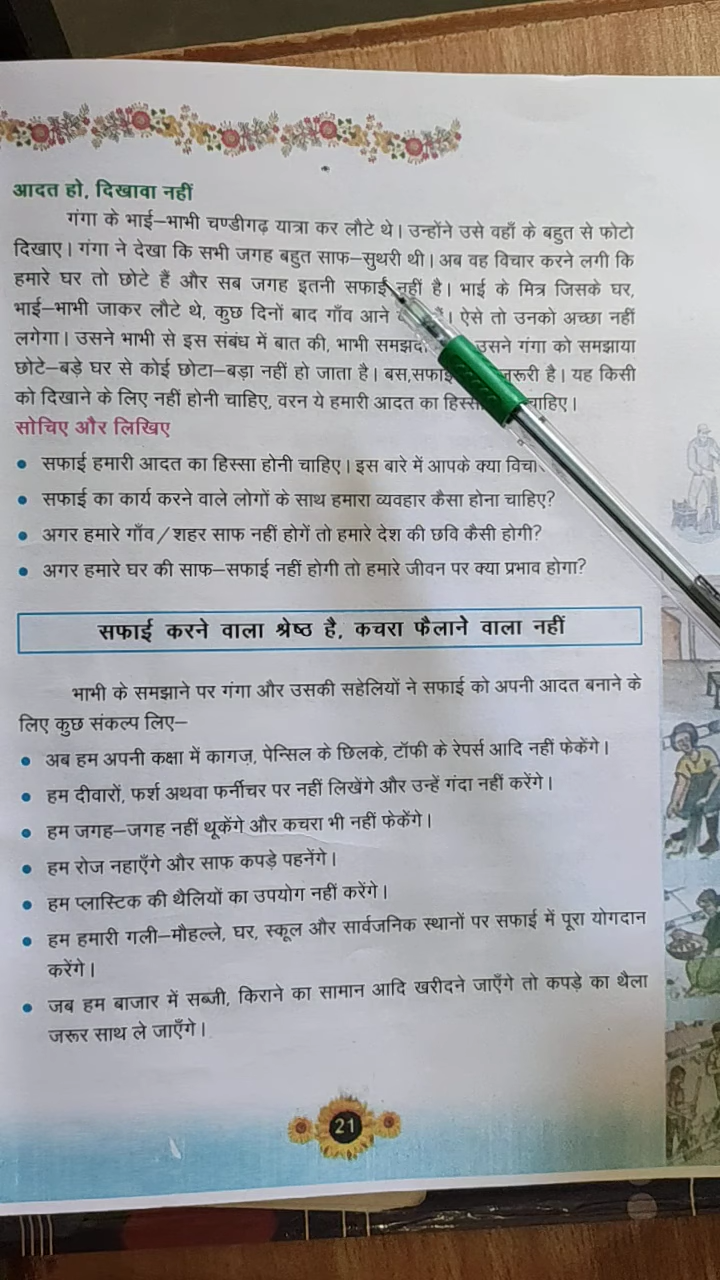 आदत हो, दिखावा नहीं
गंगा के भाई–भाभी चण्डीगढ़ यात्रा कर लौटे थे। उन्होंने उसे वहाँ के बहुत से फोटो
दिखाए। गंगा ने देखा कि सभी जगह बहुत साफ–सुथरी थी। अब वह विचार करने लगी कि
हमारे घर तो छोटे हैं और सब जगह इतनी सफाई नहीं है। भाई के मित्र जिसके घर,
भाई–भाभी जाकर लौटे थे, कुछ दिनों बाद गाँव आने ऐसे तो उनको अच्छा नहीं
लगेगा। उसने भाभी से इस संबंध में बात की, भाभी उसने गंगा को समझाया
छोटे–बड़े घर से कोई छोटा–बड़ा नहीं हो जाता है। बस,सफाई जरूरी है। यह किसी
को दिखाने के लिए नहीं होनी चाहिए, वरन ये हमारी आदत का चाहिए।
सोचिए और लिखिए
• सफाई हमारी आदत का हिस्सा होनी चाहिए। इस बारे में आपके क्या
• सफाई का कार्य करने वाले लोगों के साथ हमारा व्यवहार कैसा होना चाहिए?
• अगर हमारे गाँव/शहर साफ नहीं होगें तो हमारे देश की छवि कैसी होगी?
• अगर हमारे घर की साफ–सफाई नहीं होगी तो हमारे जीवन पर क्या प्रभाव होगा?
सफाई करने वाला श्रेष्ठ है, कचरा फैलाने वाला नहीं
भाभी के समझाने पर गंगा और उसकी सहेलियों ने सफाई को अपनी आदत बनाने के
लिए कुछ संकल्प लिए–
• अब हम अपनी कक्षा में कागज़, पेन्सिल के छिलके, टॉफी के रेपर्स आदि नहीं फेकेंगे।
• हम दीवारों, फर्श अथवा फर्नीचर पर नहीं लिखेंगे और उन्हें गंदा नहीं करेंगे।
• हम जगह–जगह नहीं थूकेंगे और कचरा भी नहीं फेकेंगे।
• हम रोज नहाएँगे और साफ कपड़े पहनेंगे।
• हम प्लास्टिक की थैलियों का उपयोग नहीं करेंगे।
• हम हमारी गली–मौहल्ले, घर, स्कूल और सार्वजनिक स्थानों पर सफाई में पूरा योगदान
करेंगे।
• जब हम बाजार में सब्जी, किराने का सामान आदि खरीदने जाएँगे तो कपड़े का थैला
जरूर साथ ले जाएँगे।
21